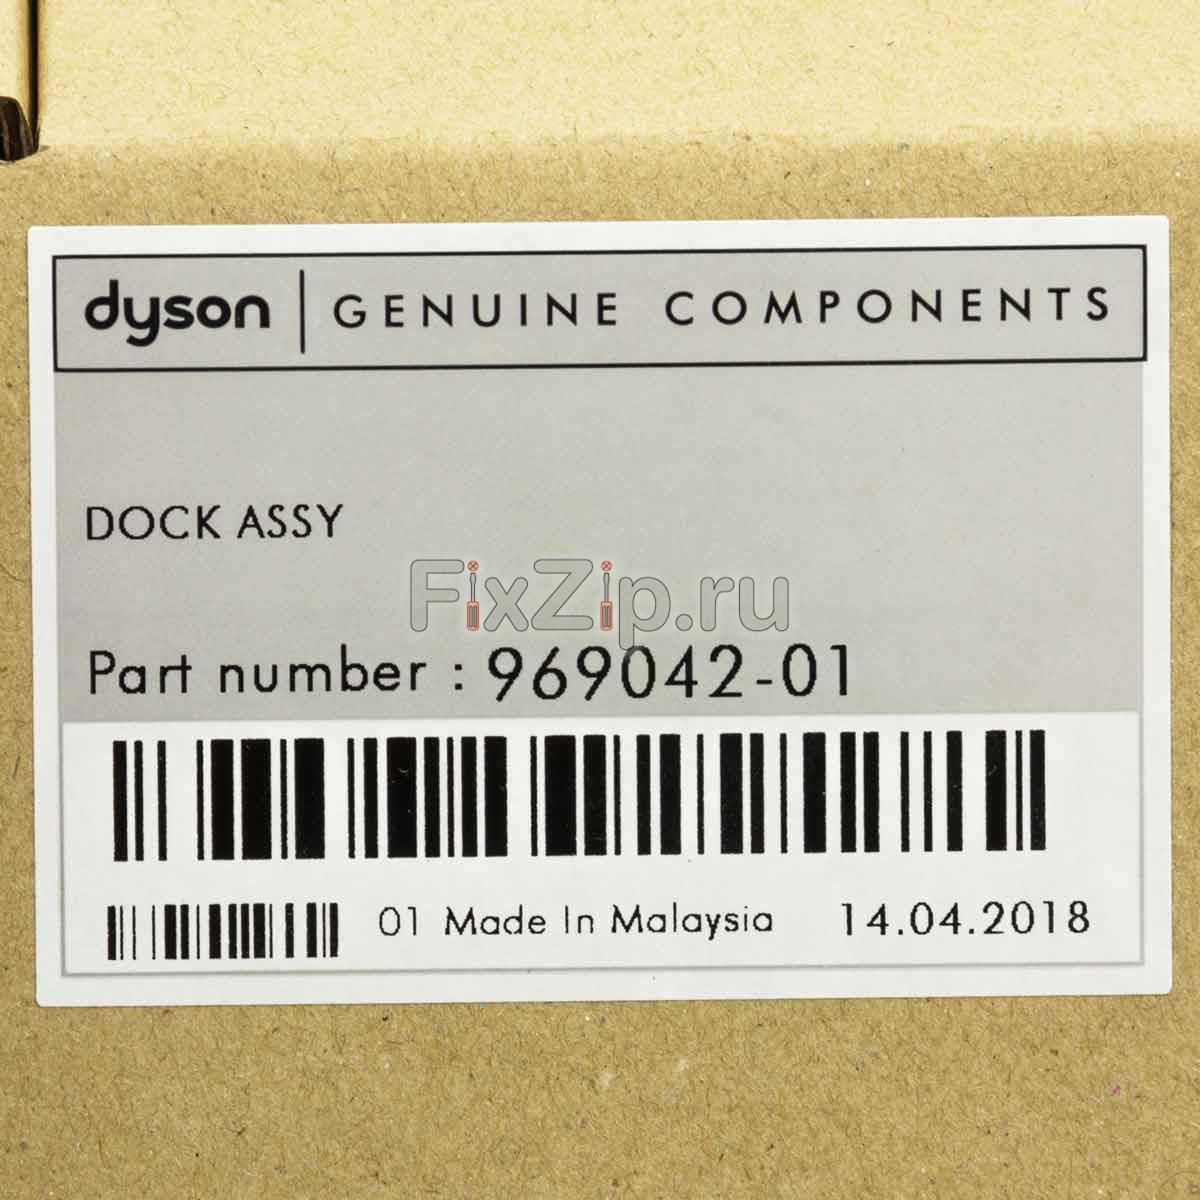 dyson | GENUINE COMPONENTS
DOCK ASSY
FixZip.ru
Part number : 969042-01
01 Made In Malaysia 14.04.2018